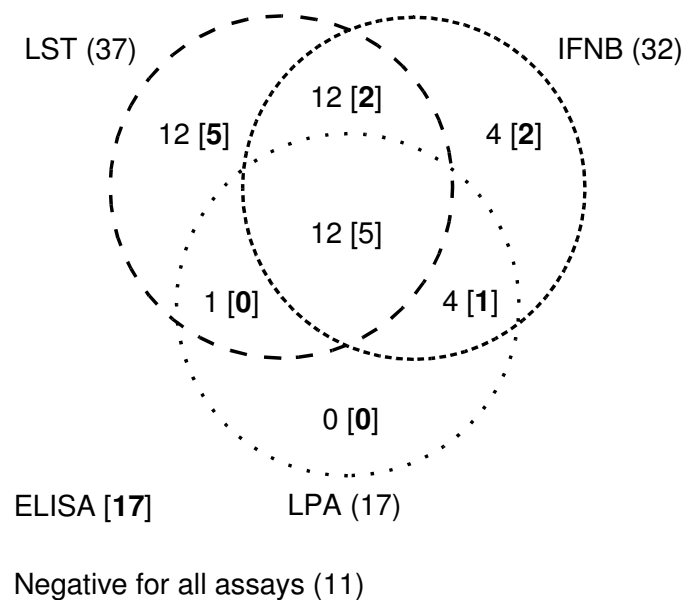 LST (37)
IFNB (32)
12 [2]
12 [5]
4 [2]
12 [5]
1 [0]
4 [1]
0 [0]
ELISA [17]
LPA (17)
Negative for all assays (11)